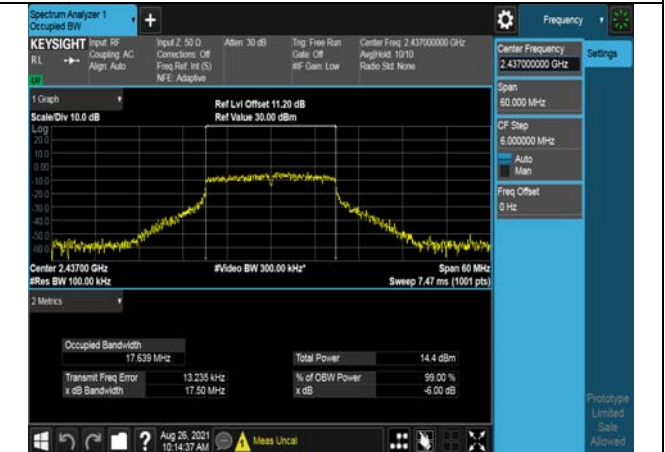 Spectrum Analyzer 1
Occupied BW
+
Frequency
KEYSIGHT
RL
Input: RF
Coupling: AC
Align: Auto
Input Z: 50 Ω
Corrections: Off
Freq Ref: Int (S)
NFE: Adaptive
Atten: 30 dB
Trig: Free Run
Gate: Off
#IF Gain: Low
Center Freq: 2.437000000 GHz
Avg|Hold: 10/10
Radio Std: None
Center Frequency
2.437000000 GHz
Settings
Span
60.000 MHz
CF Step
6.000000 MHz
Auto
Man
Freq Offset
0 Hz
1 Graph
Scale/Div 10.0 dB
Ref Lvl Offset 11.20 dB
Ref Value 30.00 dBm
Log
20.0
10.0
0.00
-10.0
-20.0
-30.0
-40.0
-50.0
-60.0
Center 2.43700 GHz
#Res BW 100.00 kHz
#Video BW 300.00 kHz*
Span 60 MHz
Sweep 7.47 ms (1001 pts)
2 Metrics
Occupied Bandwidth
17.639 MHz
Total Power
14.4 dBm
Transmit Freq Error
13.235 kHz
% of OBW Power
99.00 %
x dB Bandwidth
17.50 MHz
x dB
-6.00 dB
Prototype
Limited
Sale
Allowed
?
Aug 26, 2021
10:14:37 AM
Meas Uncal